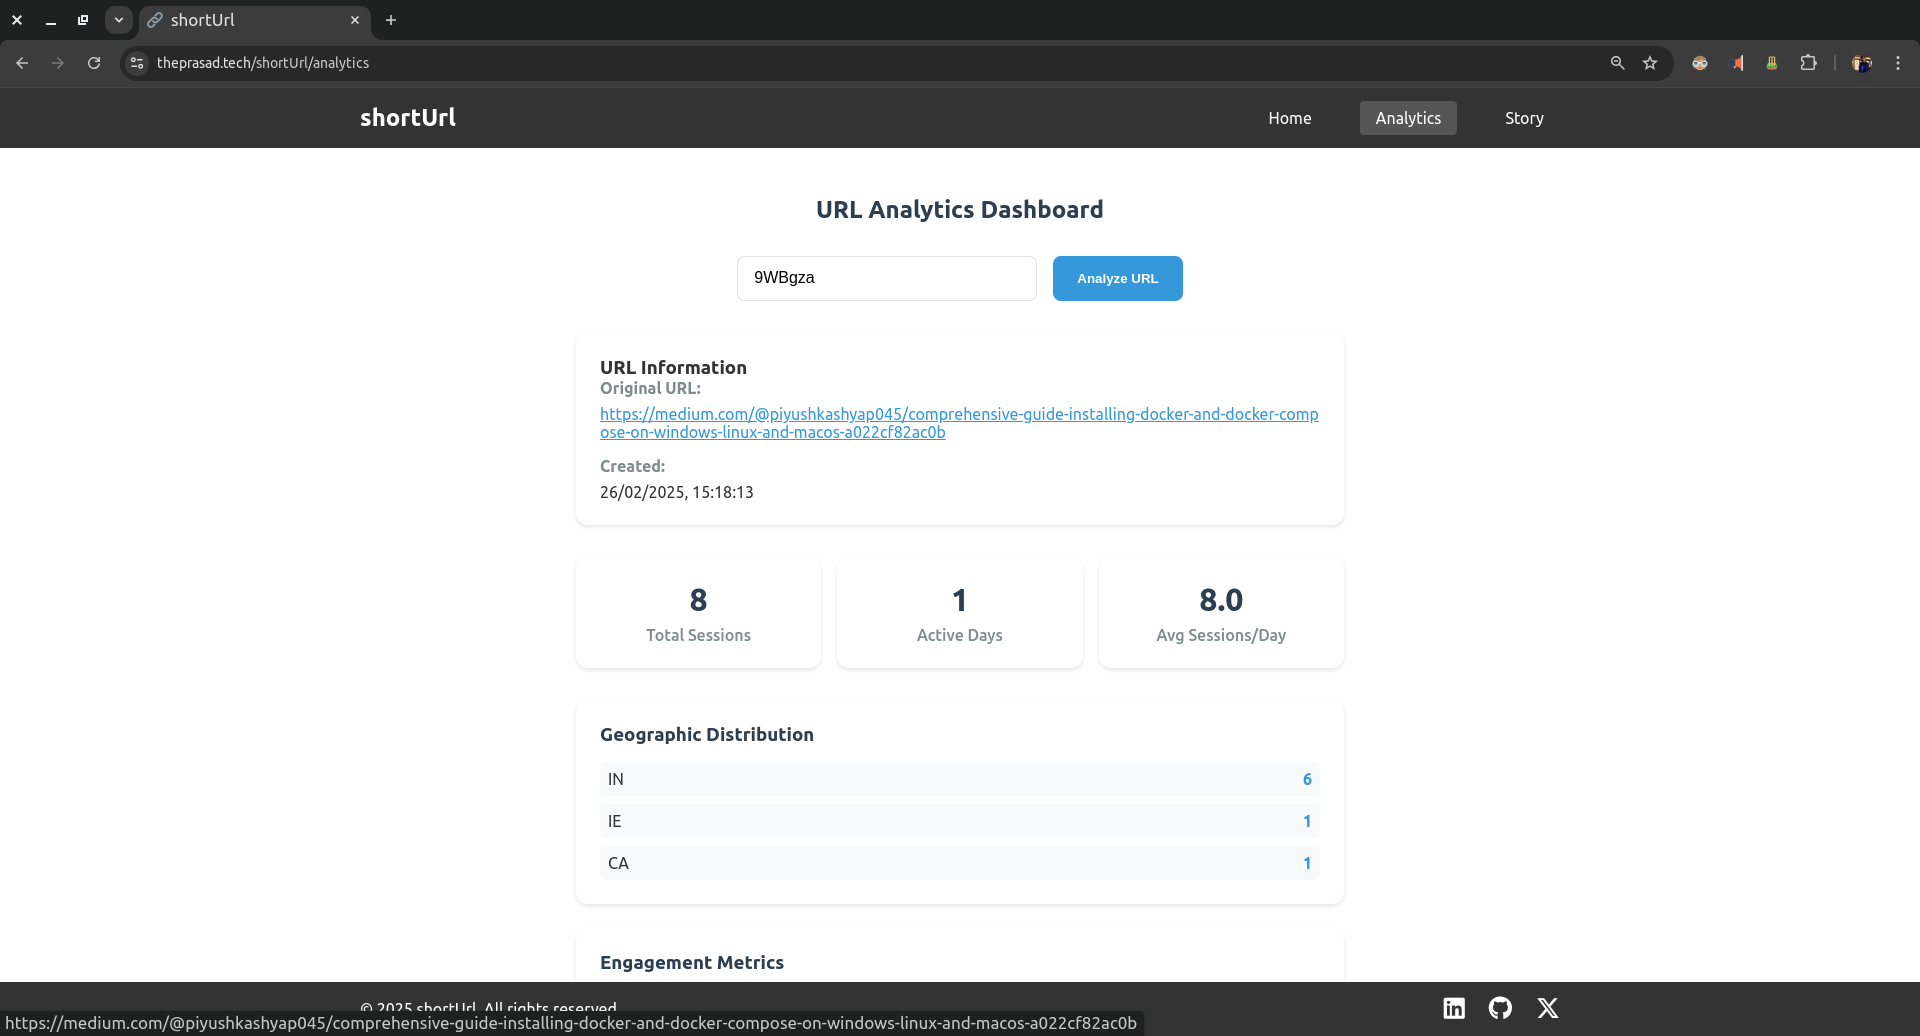 shortUrl
theprasad.tech/shortUrl/analytics
shortUrl
Home
Analytics
Story
URL Analytics Dashboard
9WBgza
Analyze URL
URL Information
Original URL:
https://medium.com/@piyushkashyap045/comprehensive-guide-installing-docker-and-docker-comp
ose-on-windows-linux-and-macos-a022cf82ac0b
Created:
26/02/2025, 15:18:13
8
Total Sessions
1
Active Days
8.0
Avg Sessions/Day
Geographic Distribution
IN 6
IE 1
CA 1
Engagement Metrics
© 2025 shortUrl. All rights reserved.
https://medium.com/@piyushkashyap045/comprehensive-guide-installing-docker-and-docker-compose-on-windows-linux-and-macos-a022cf82ac0b